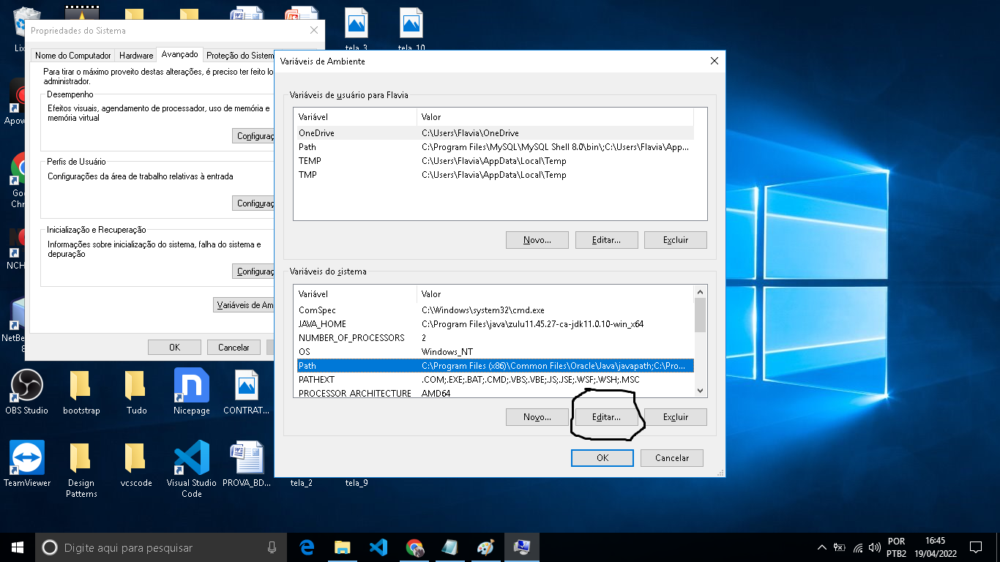 Lix
tela_3
tela_10
Propriedades do Sistema
Nome do Computador
Hardware
Avançado
Proteção do Sistem
Para tirar o máximo proveito destas alterações, é preciso ter feito lo
administrador.
Desempenho
Efeitos visuais, agendamento de processador, uso de memória e
memória virtual
Configuraç
Perfis de Usuário
Configurações da área de trabalho relativas à entrada
Configuraç
Inicialização e Recuperação
Informações sobre inicialização do sistema, falha do sistema e
depuração
Configuraç
Variáveis de Am
OK
Cancelar
Variáveis de Ambiente
Variáveis de usuário para Flavia
Variável Valor
OneDrive C:\Users\Flavia\OneDrive
Path C:\Program Files\MySQL\MySQL Shell 8.0\bin\;C:\Users\Flavia\App...
TEMP C:\Users\Flavia\AppData\Local\Temp
TMP C:\Users\Flavia\AppData\Local\Temp
Novo... Editar... Excluir
Variáveis do sistema
Variável Valor
ComSpec C:\Windows\system32\cmd.exe
JAVA_HOME C:\Program Files\java\zulu11.45.27-ca-jdk11.0.10-win_x64
NUMBER_OF_PROCESSORS 2
OS Windows_NT
Path C:\Program Files (x86)\Common Files\Oracle\Java\javapath;C:\Pro...
PATHEXT .COM;.EXE;.BAT;.CMD;.VBS;.VBE;.JS;.JSE;.WSF;.WSH;.MSC
PROCESSOR_ARCHITECTURE AMD64
Novo... Editar... Excluir
OK Cancelar
Apow
Goo
Chr
NCH
NetBe
8
OBS Studio
bootstrap
Tudo
Nicepage
CONTRAT...
TeamViewer
Design
Patterns
vcscode
Visual Studio
Code
PROVA_BD...
tela_2
tela_9
Digite aqui para pesquisar
POR
PTB2
16:45
19/04/2022